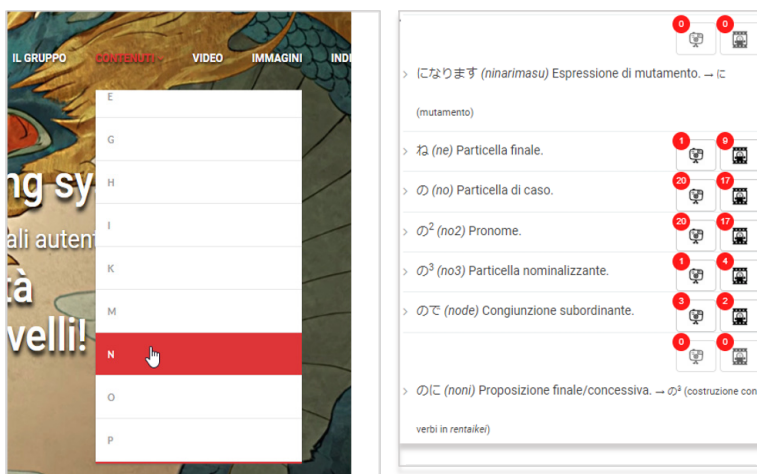 IL GRUPPO CONTENUTI VIDEO IMMAGINI INDI
ng sy
ali autent
tà
velli!
E
G
H
I
K
M
N
O
P
0 0
になります (ninarimasu) Espressione di mutamento. → に
(mutamento)
1 9
ね (ne) Particella finale.
20 17
の (no) Particella di caso.
20 17
の² (no2) Pronome.
1 4
の³ (no3) Particella nominalizzante.
3 2
ので (node) Congiunzione subordinante.
0 0
のに (noni) Proposizione finale/concessiva. → の³ (costruzione con
verbi in rentaikei)